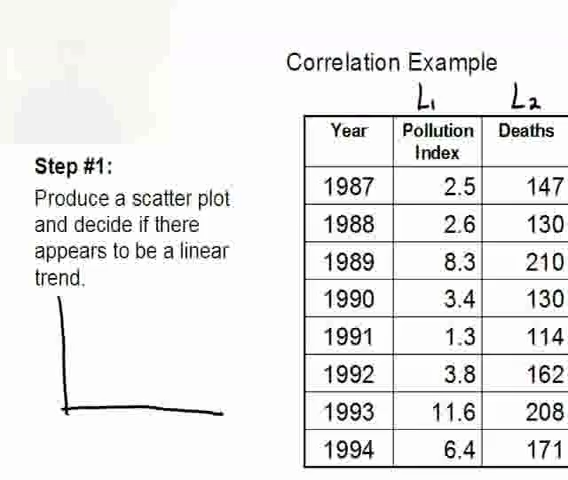 Correlation Example
L1 L2
Year Pollution Index Deaths
Step #1:
Produce a scatter plot
and decide if there
appears to be a linear
trend.
1987 2.5 147
1988 2.6 130
1989 8.3 210
1990 3.4 130
1991 1.3 114
1992 3.8 162
1993 11.6 208
1994 6.4 171